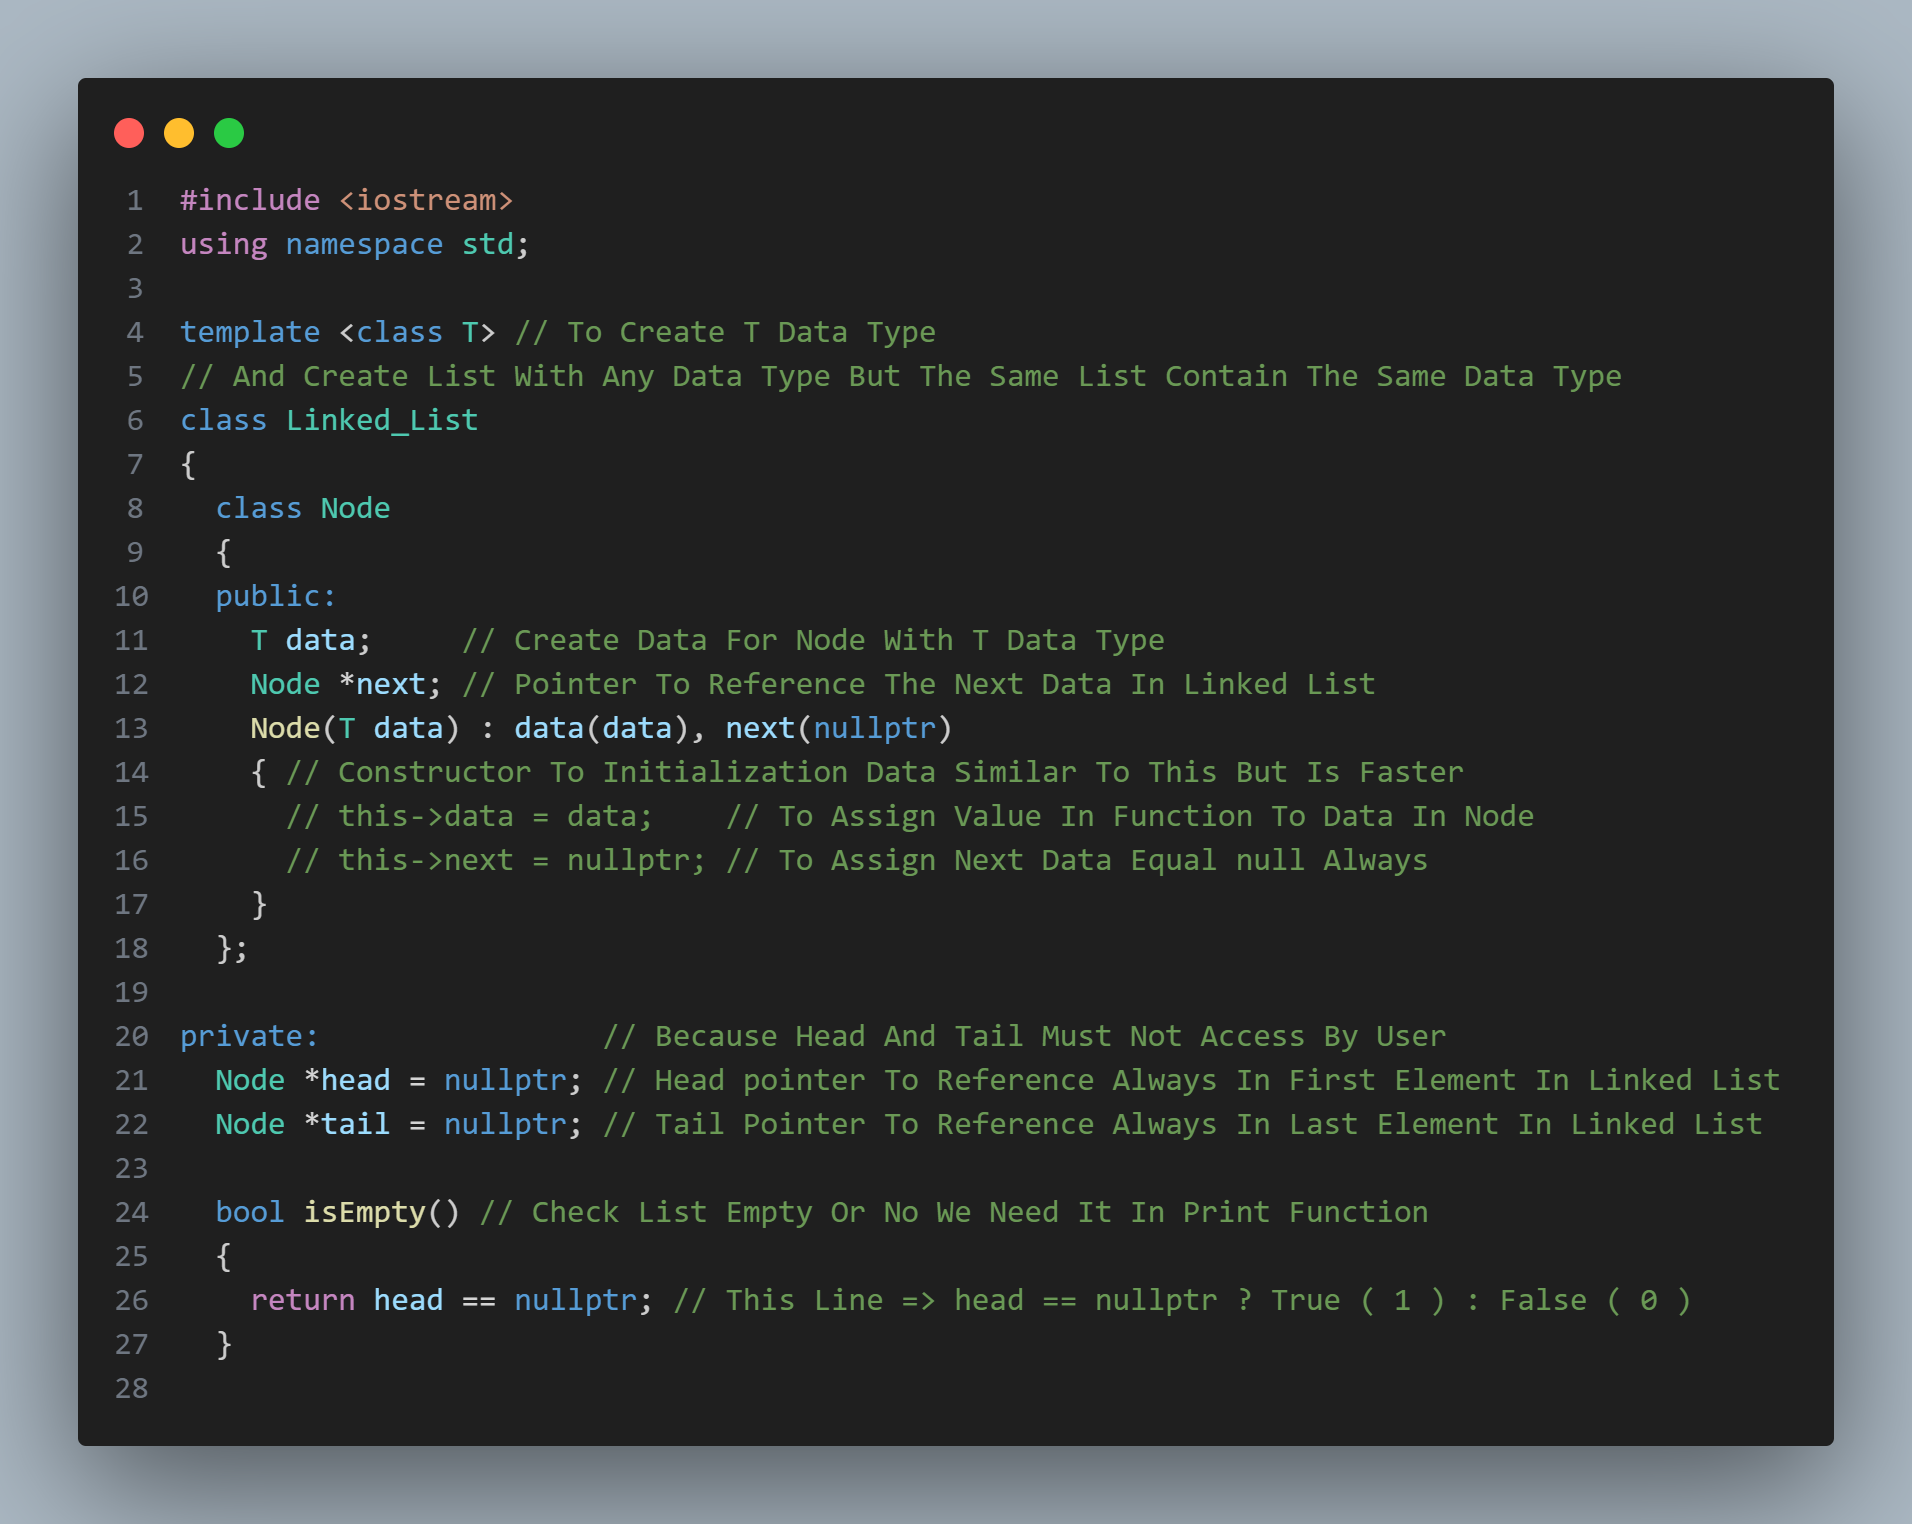 1 #include <iostream>
2 using namespace std;
3
4 template <class T> // To Create T Data Type
5 // And Create List With Any Data Type But The Same List Contain The Same Data Type
6 class Linked_List
7 {
8   class Node
9   {
10   public:
11     T data;     // Create Data For Node With T Data Type
12     Node *next; // Pointer To Reference The Next Data In Linked List
13     Node(T data) : data(data), next(nullptr)
14     { // Constructor To Initialization Data Similar To This But Is Faster
15       // this->data = data;    // To Assign Value In Function To Data In Node
16       // this->next = nullptr; // To Assign Next Data Equal null Always
17     }
18   };
19
20 private:                // Because Head And Tail Must Not Access By User
21   Node *head = nullptr; // Head pointer To Reference Always In First Element In Linked List
22   Node *tail = nullptr; // Tail Pointer To Reference Always In Last Element In Linked List
23
24   bool isEmpty() // Check List Empty Or No We Need It In Print Function
25   {
26     return head == nullptr; // This Line => head == nullptr ? True ( 1 ) : False ( 0 )
27   }
28